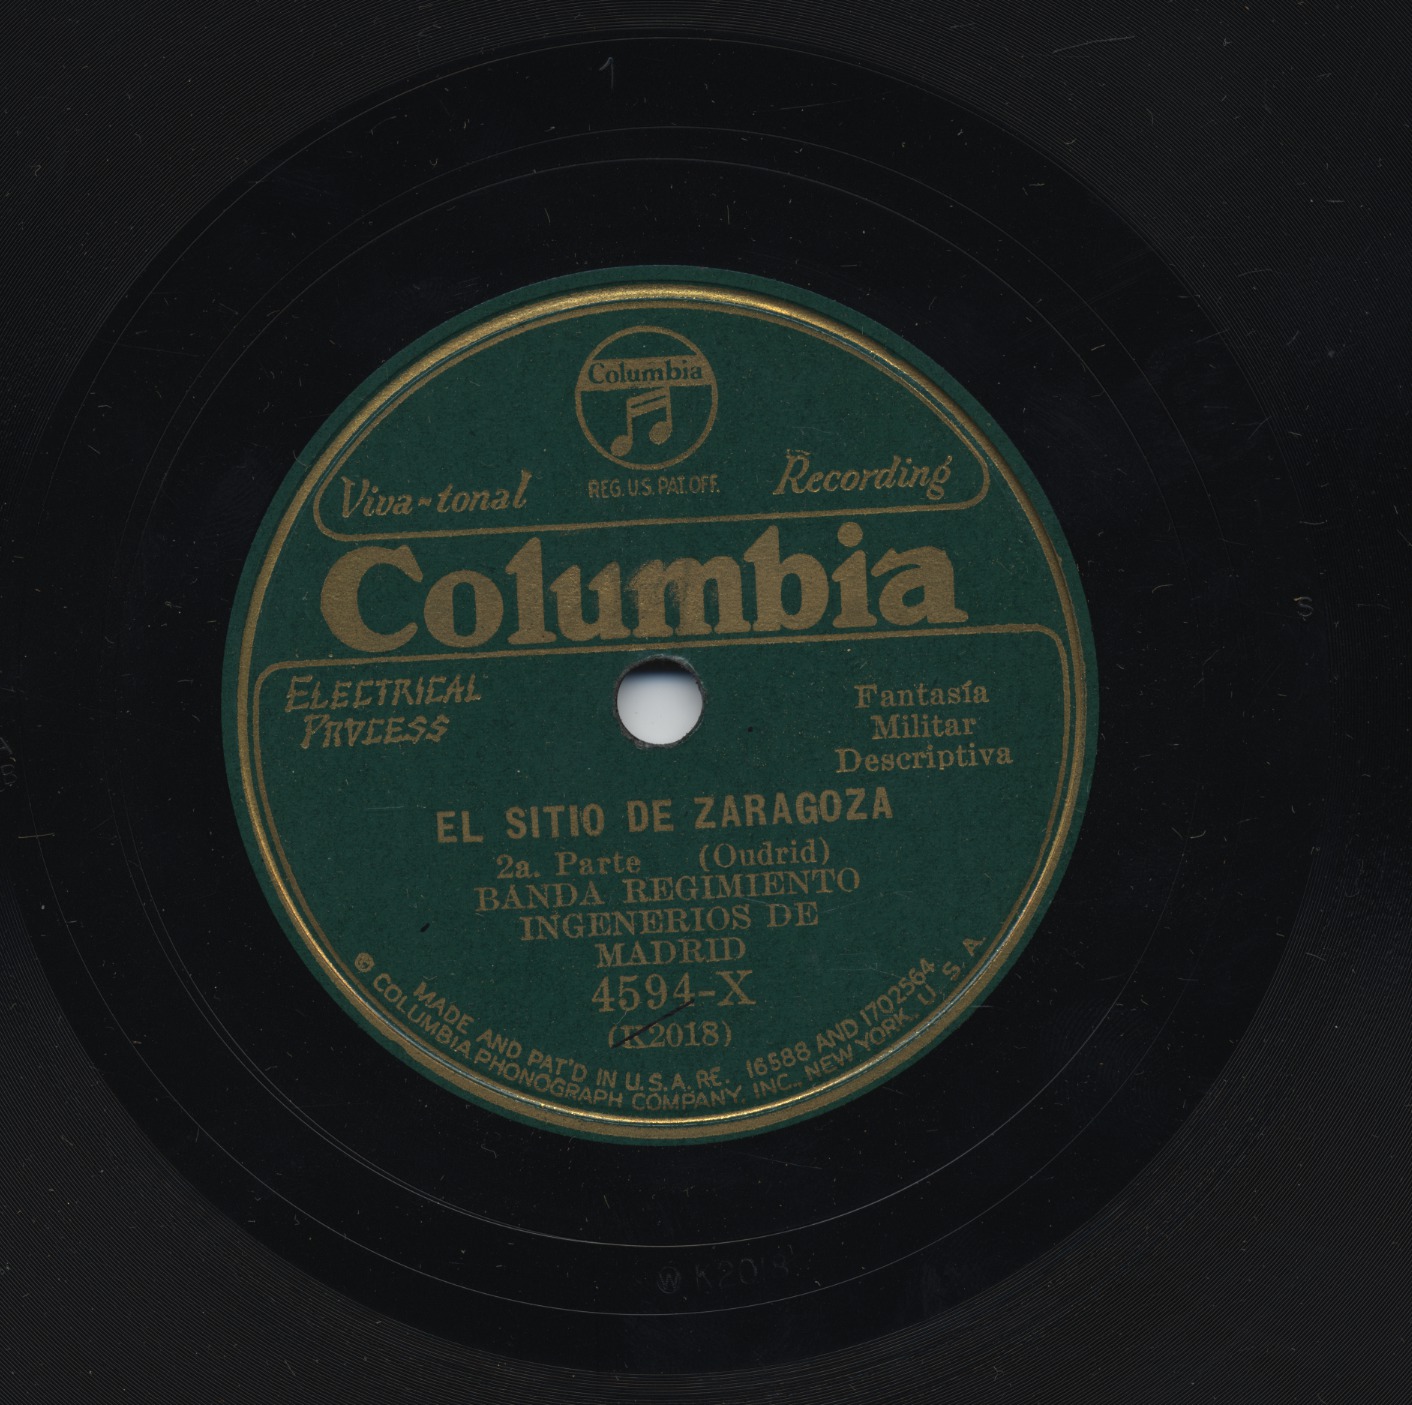 1
Columbia
REG. U.S. PAT. OFF.
Viva-tonal Recording
Columbia
ELECTRICAL
PROCESS
Fantasía
Militar
Descriptiva
EL SITIO DE ZARAGOZA
2a. Parte (Oudrid)
BANDA REGIMIENTO
INGENERIOS DE
MADRID
4594-X
(K2018)
MADE AND PAT'D IN U.S.A. RE. 16588 AND 1702564
COLUMBIA PHONOGRAPH COMPANY, INC., NEW YORK, U.S.A.
S
W K2018